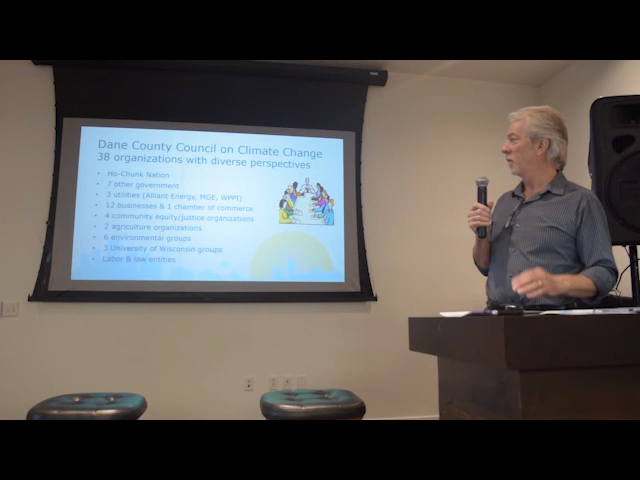 Dane County Council on Climate Change
38 organizations with diverse perspectives
• Ho-Chunk Nation
• 7 other government
• 3 utilities (Alliant Energy, MGE, WPPI)
• 12 businesses & 1 chamber of commerce
• 4 community equity/justice organizations
• 2 agriculture organizations
• 6 environmental groups
• 3 University of Wisconsin groups
• Labor & law entities